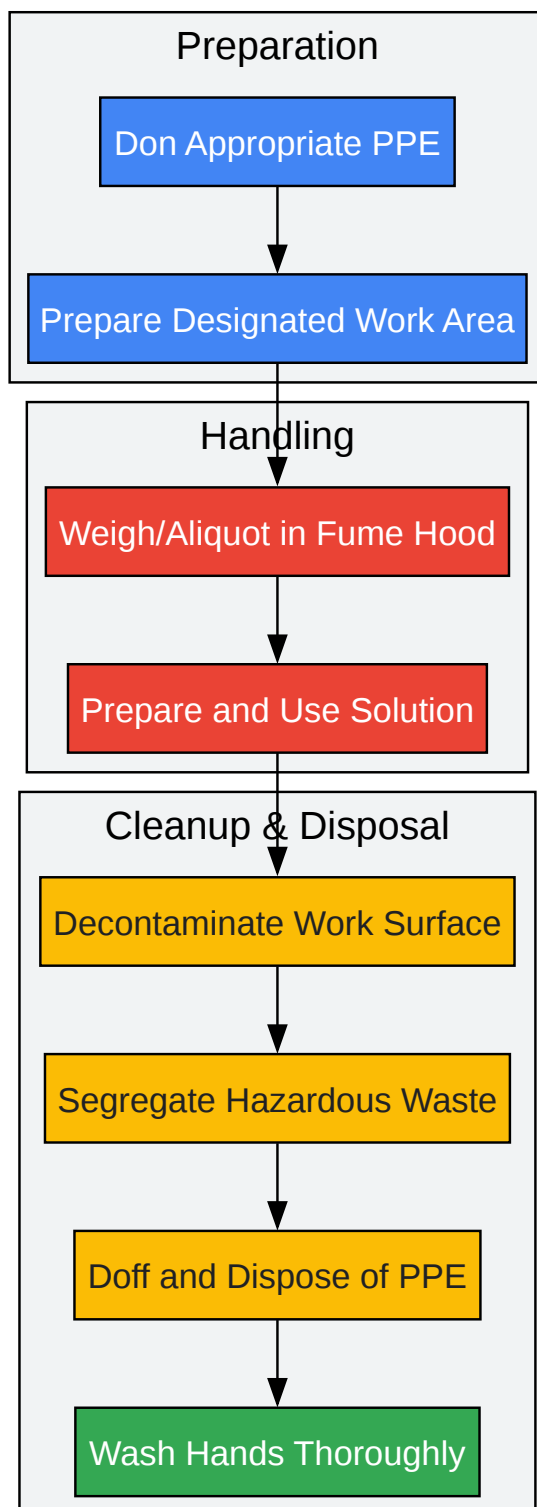 Preparation
Don Appropriate PPE
Prepare Designated Work Area
Handling
Weigh/Aliquot in Fume Hood
Prepare and Use Solution
Cleanup & Disposal
Decontaminate Work Surface
Segregate Hazardous Waste
Doff and Dispose of PPE
Wash Hands Thoroughly